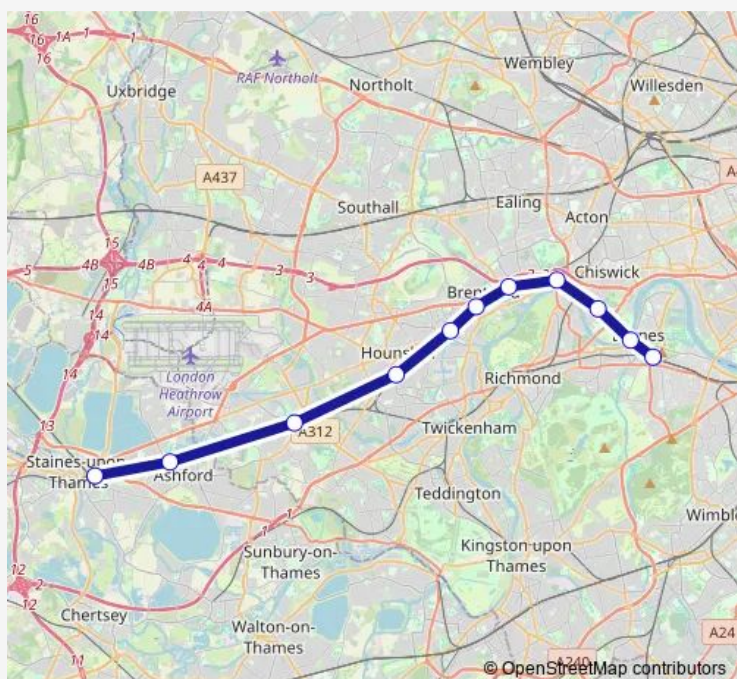 16
1A
1
1
16
16
RAF Northolt
Uxbridge
Northolt
Wembley
Willesden
A437
Southall
Ealing
Acton
15
5
4B
4B
4
4
3
3
4
15
4A
Chiswick
14
14
London
Heathrow
Airport
14
Richmond
A312
Twickenham
13
Staines-upon
Thames
Ashford
Teddington
1
1
Sunbury-on-
Thames
Kingston upon
Thames
12
2
12
Chertsey
Walton-on-
Thames
11
A24
© OpenStreetMap contributors